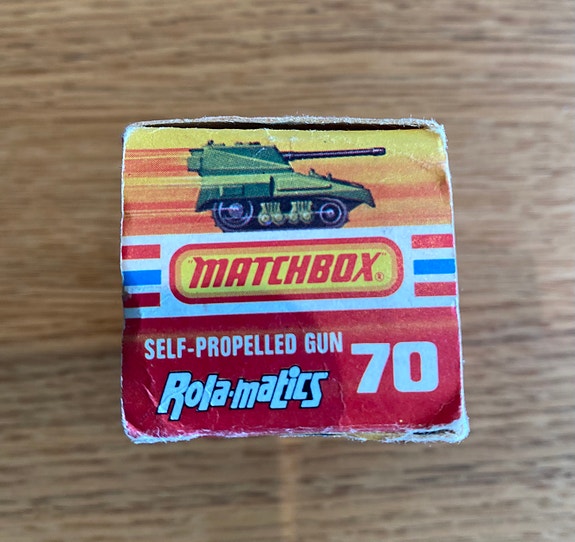 MATCHBOX®
SELF-PROPELLED GUN 70
Rola-matics